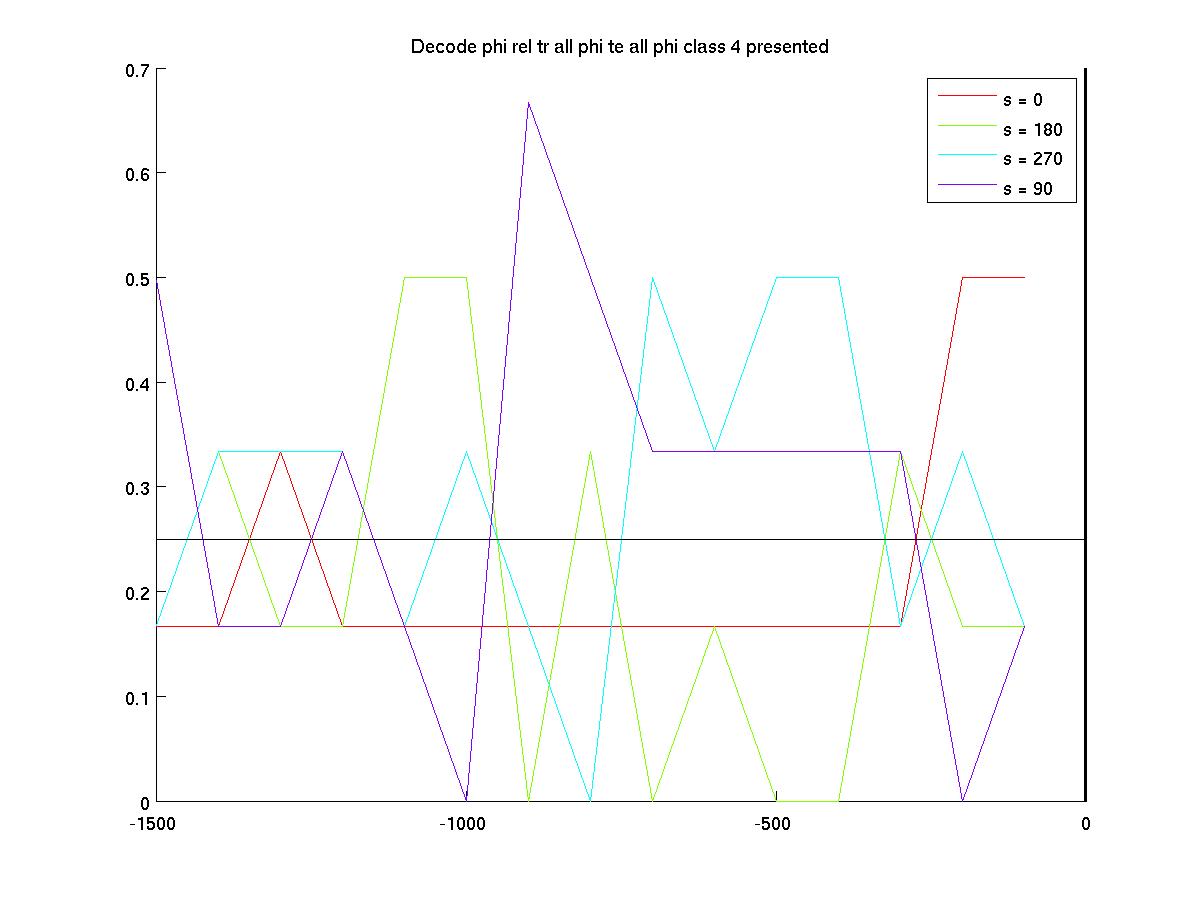 Decode phi rel tr all phi te all phi class 4 presented
0.7
0.6
0.5
0.4
0.3
0.2
0.1
0
-1500
-1000
-500
0
s = 0
s = 180
s = 270
s = 90